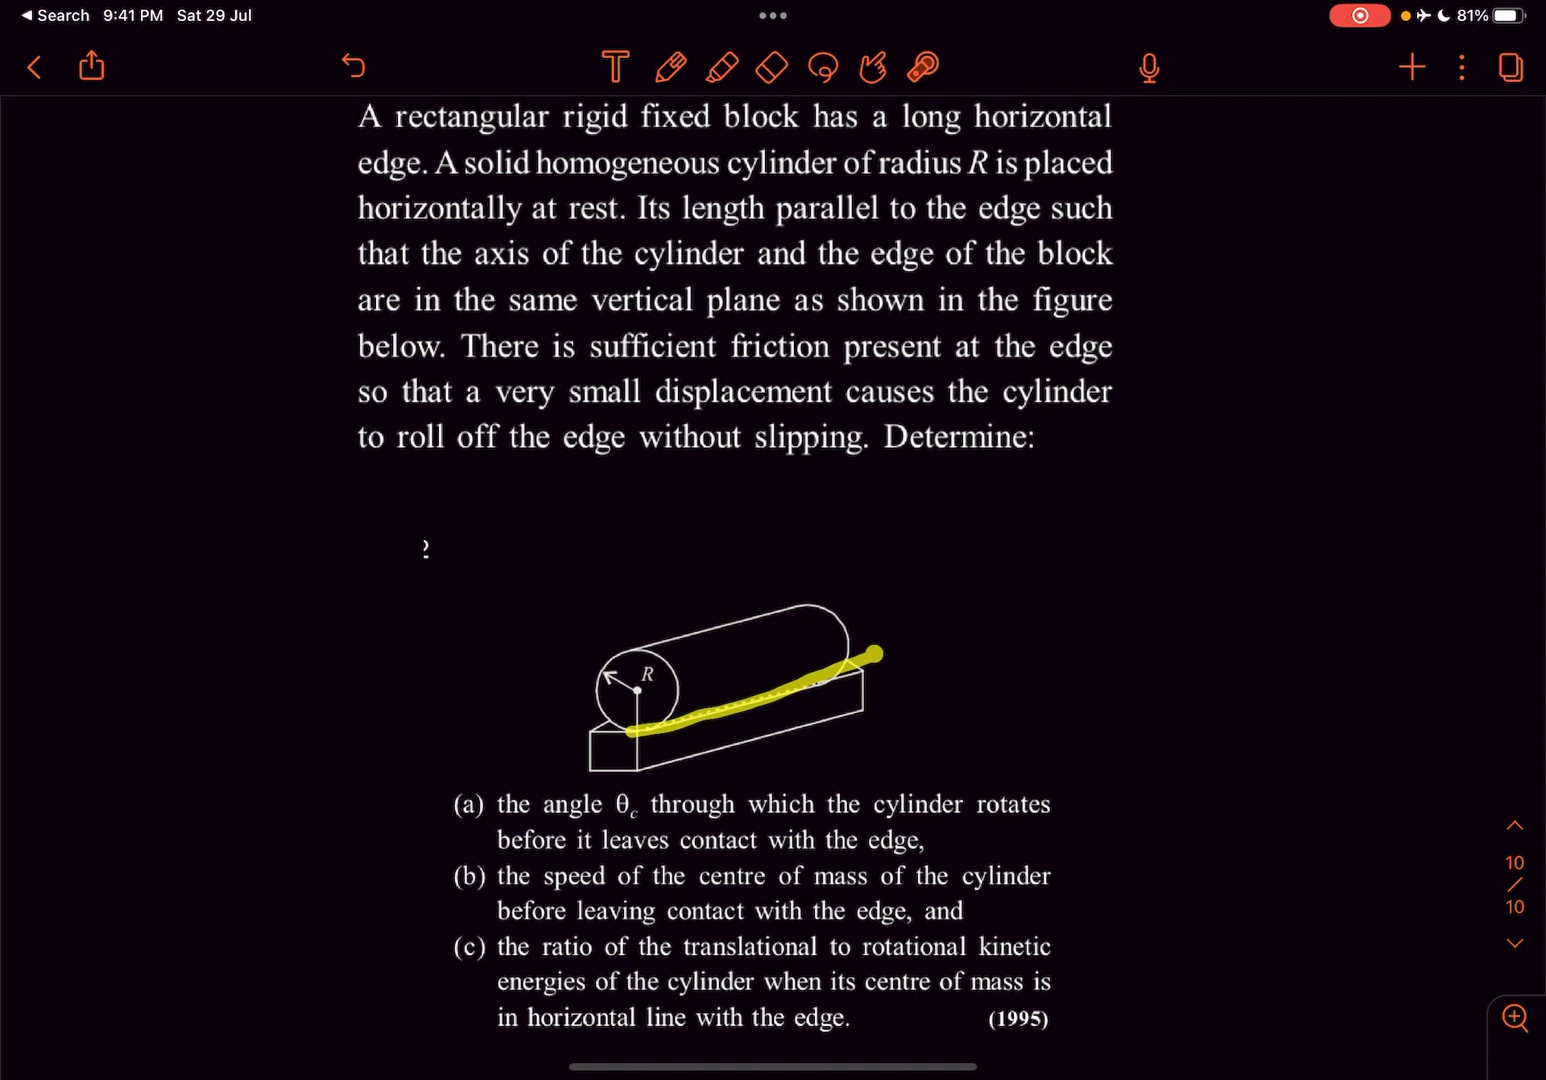 Search 9:41 PM Sat 29 Jul
81%
A rectangular rigid fixed block has a long horizontal
edge. A solid homogeneous cylinder of radius R is placed
horizontally at rest. Its length parallel to the edge such
that the axis of the cylinder and the edge of the block
are in the same vertical plane as shown in the figure
below. There is sufficient friction present at the edge
so that a very small displacement causes the cylinder
to roll off the edge without slipping. Determine:
R
(a) the angle θc through which the cylinder rotates
before it leaves contact with the edge,
(b) the speed of the centre of mass of the cylinder
before leaving contact with the edge, and
(c) the ratio of the translational to rotational kinetic
energies of the cylinder when its centre of mass is
in horizontal line with the edge. (1995)
10
/
10